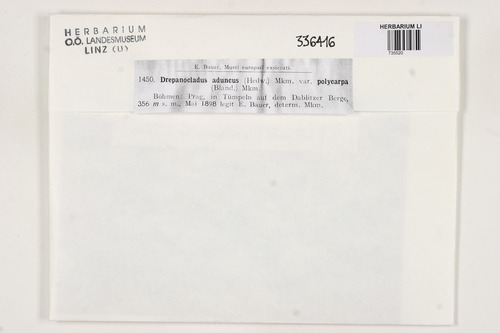 HERBARIUM
O.Ö. LANDESMUSEUM
LINZ (U)
336416
HERBARIUM LI
E. Bauer, Musci europaei exsiccati.
1450. Drepanocladus aduncus (Hedw.) Mkm. var. polycarpa
(Bland.) Mkm.
Böhmen: Prag, in Tümpeln auf dem Dablitzer Berge,
356 m s. m., Mai 1898 legit E. Bauer, determ. Mkm.